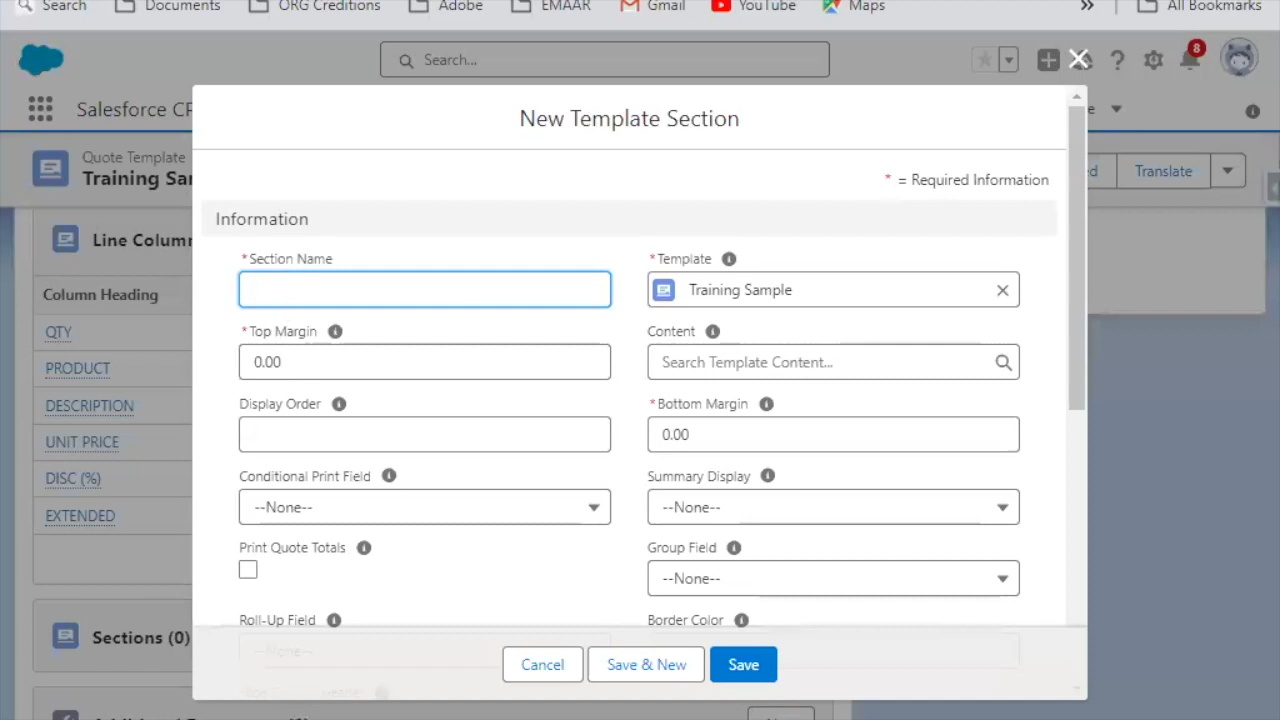 Search Documents ORG Creditions Adobe EMAAR Gmail YouTube Maps » All Bookmarks
Search... 8
Salesforce CP
Quote Template
Training Sar
Translate
Line Column
Column Heading
QTY
PRODUCT
DESCRIPTION
UNIT PRICE
DISC (%)
EXTENDED
Sections (0)
New Template Section
* = Required Information
Information
*Section Name
*Template
Training Sample
*Top Margin
0.00
Content
Search Template Content...
Display Order
*Bottom Margin
0.00
Conditional Print Field
--None--
Summary Display
--None--
Print Quote Totals
Group Field
--None--
Roll-Up Field
--None--
Border Color
Cancel Save & New Save